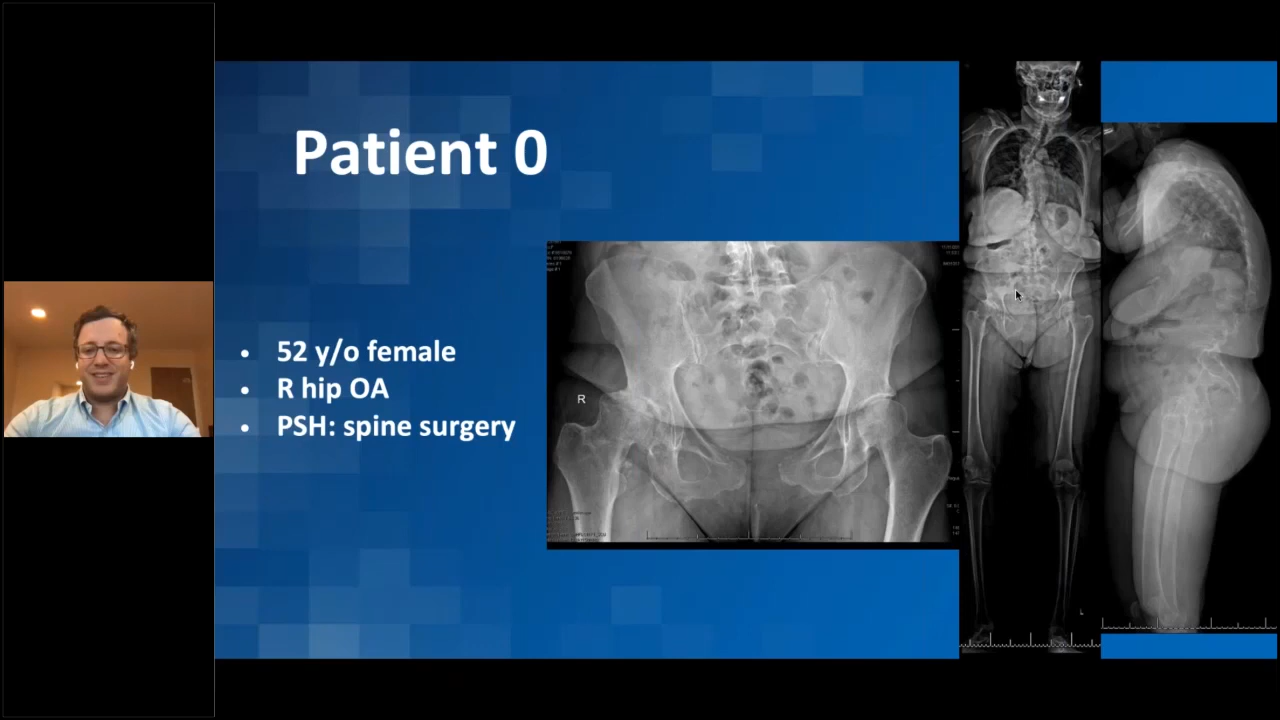 Patient 0
• 52 y/o female
• R hip OA
• PSH: spine surgery
R
L